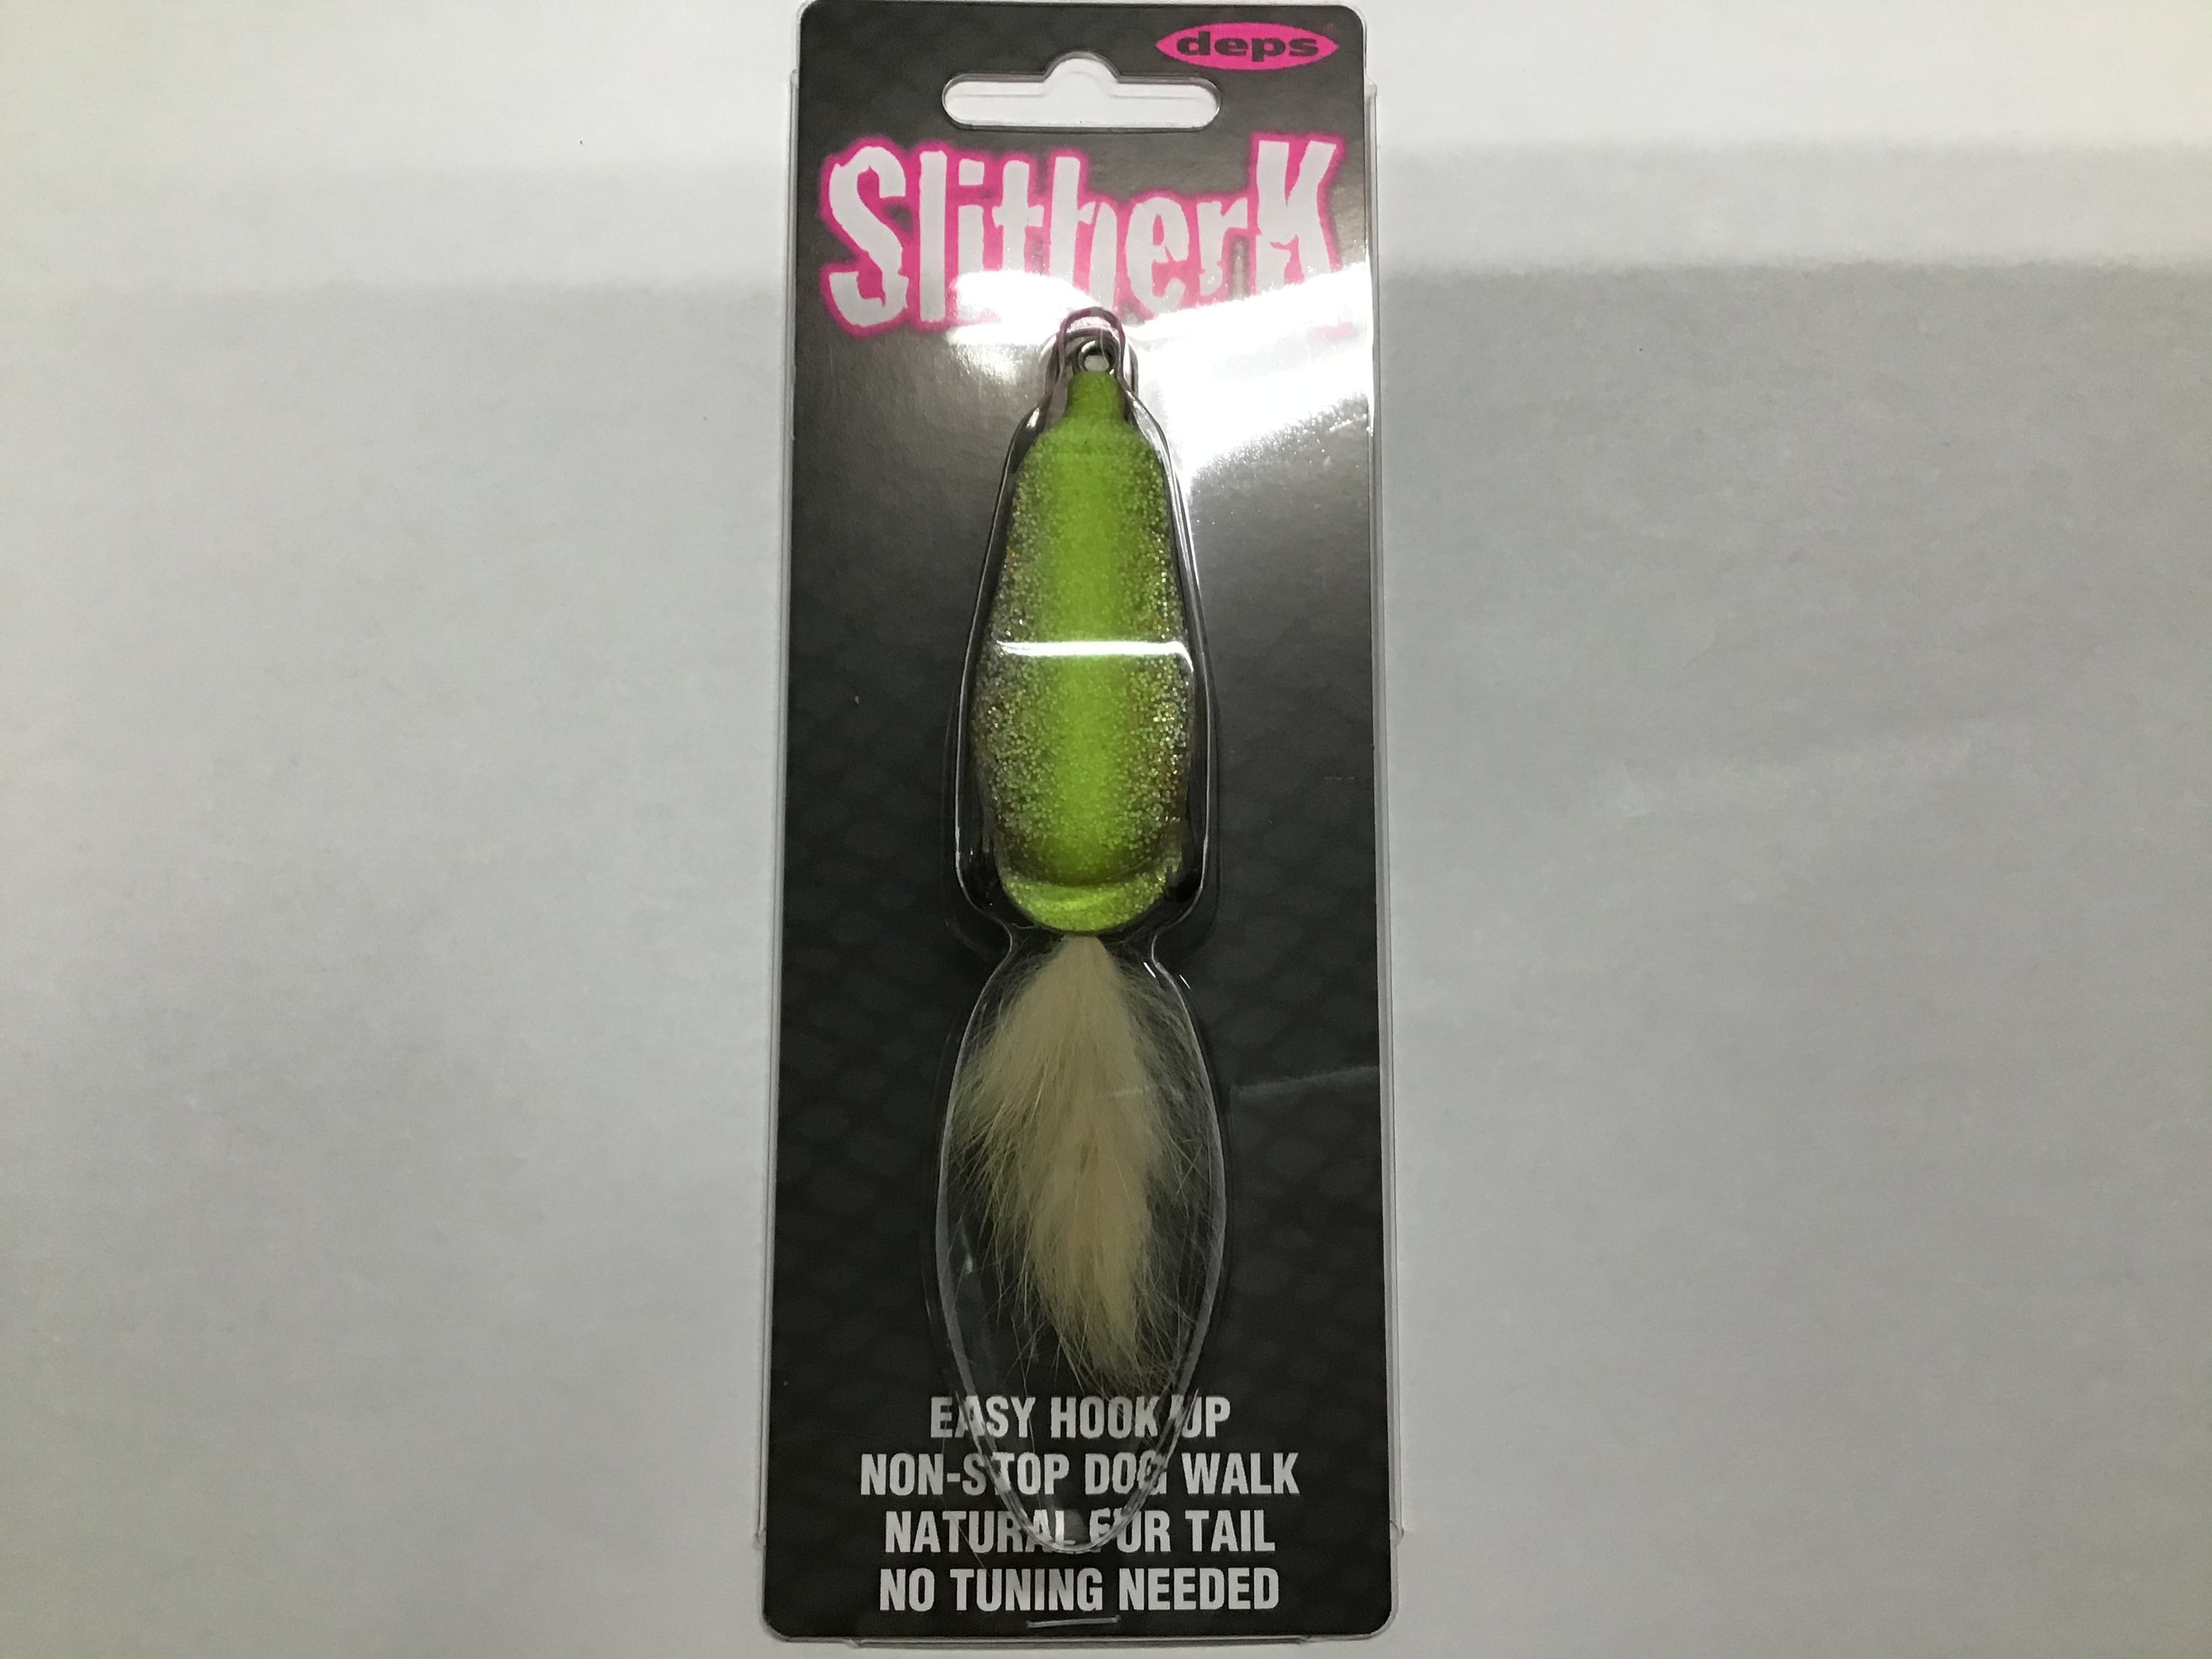 deps
SlitherK
EASY HOOK UP
NON-STOP DOG WALK
NATURAL FUR TAIL
NO TUNING NEEDED